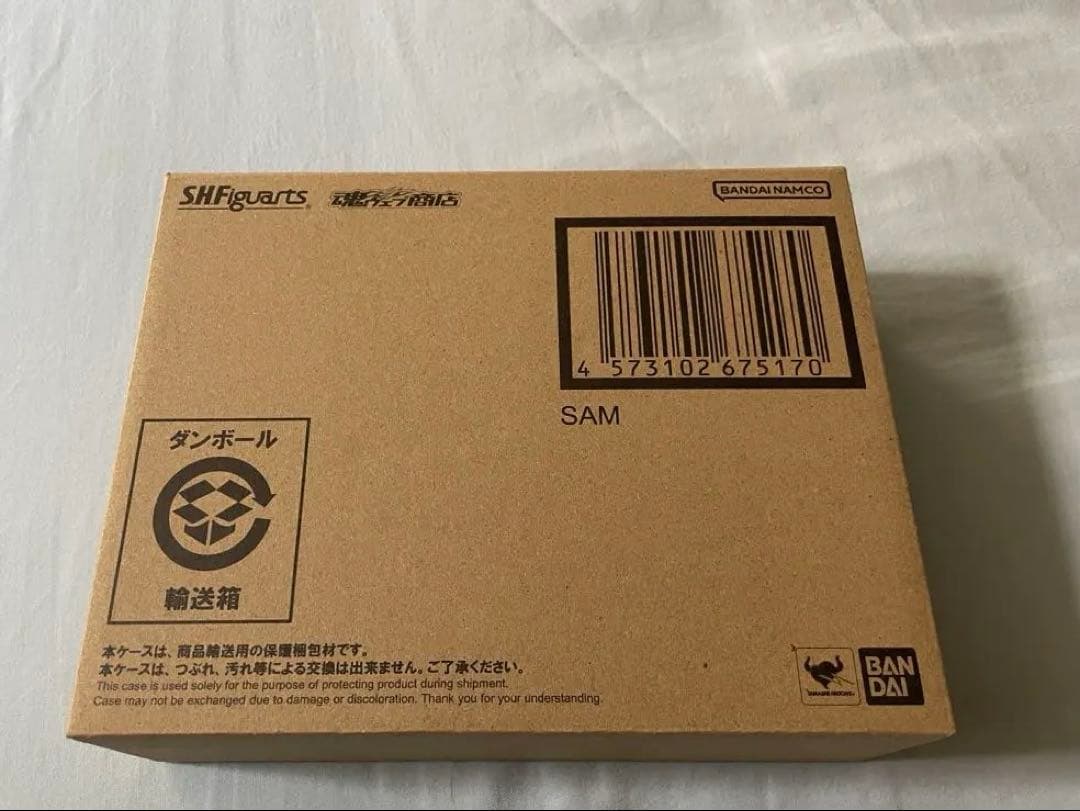 S.H.Figuarts 魂ウェブ商店
BANDAI NAMCO
4 573102 675170
SAM
ダンボール
輸送箱
本ケースは、商品輸送用の保護梱包材です。
本ケースは、つぶれ、汚れ等による交換は出来ません。ご了承ください。
This case is used solely for the purpose of protecting product during shipment.
Case may not be exchanged due to damage or discoloration. Thank you for your understanding.
TAMASHII NATIONS
BAN
DAI